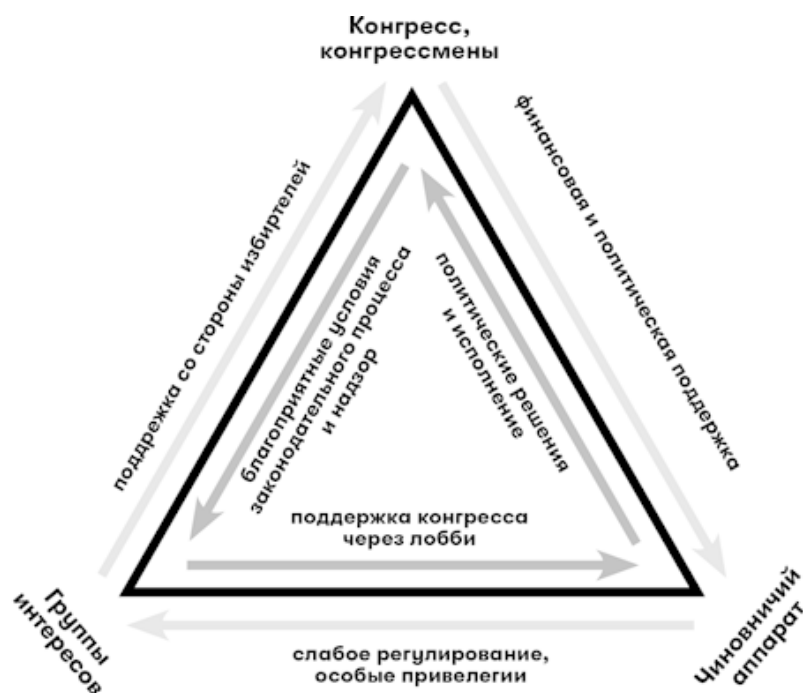 Конгресс,
конгрессмены
финансовая и политическая поддержка
поддрежка со стороны избиртелей
благоприятные условия
законодательного процесса
и надзор
политические решения
и исполнение
поддержка конгресса
через лобби
Группы
интересов
Чиновничий
аппарат
слабое регулирование,
особые привелегии